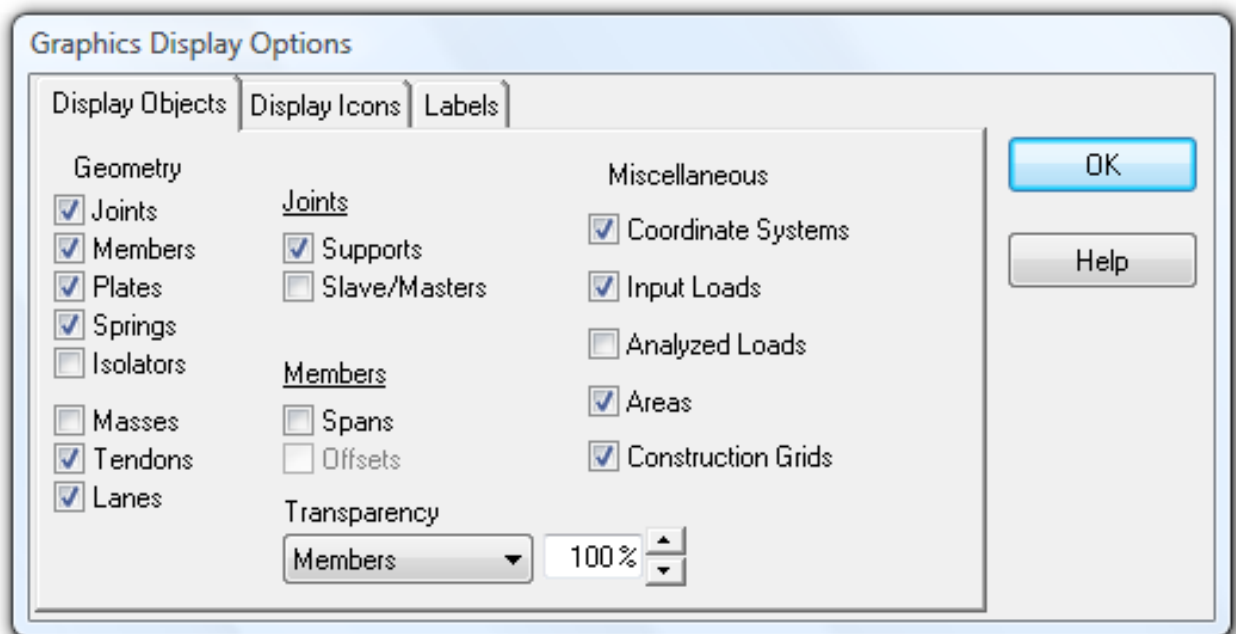 Graphics Display Options
Display Objects
Display Icons
Labels
Geometry
Joints
Members
Plates
Springs
Isolators
Masses
Tendons
Lanes
Joints
Supports
Slave/Masters
Members
Spans
Offsets
Transparency
Members
100%
Miscellaneous
Coordinate Systems
Input Loads
Analyzed Loads
Areas
Construction Grids
OK
Help